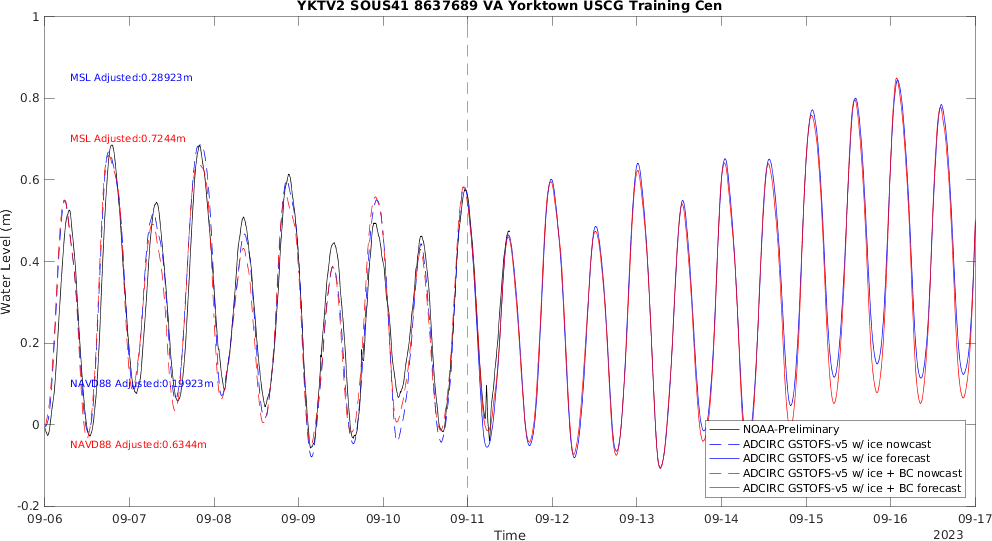 YKTV2 SOUS41 8637689 VA Yorktown USCG Training Cen
1
0.8
0.6
0.4
0.2
0
-0.2
Water Level (m)
MSL Adjusted:0.28923m
MSL Adjusted:0.7244m
NAVD88 Adjusted:0.19923m
NAVD88 Adjusted:0.6344m
NOAA-Preliminary
ADCIRC GSTOFS-v5 w/ ice nowcast
ADCIRC GSTOFS-v5 w/ ice forecast
ADCIRC GSTOFS-v5 w/ ice + BC nowcast
ADCIRC GSTOFS-v5 w/ ice + BC forecast
09-06 09-07 09-08 09-09 09-10 09-11 09-12 09-13 09-14 09-15 09-16 09-17
Time
2023